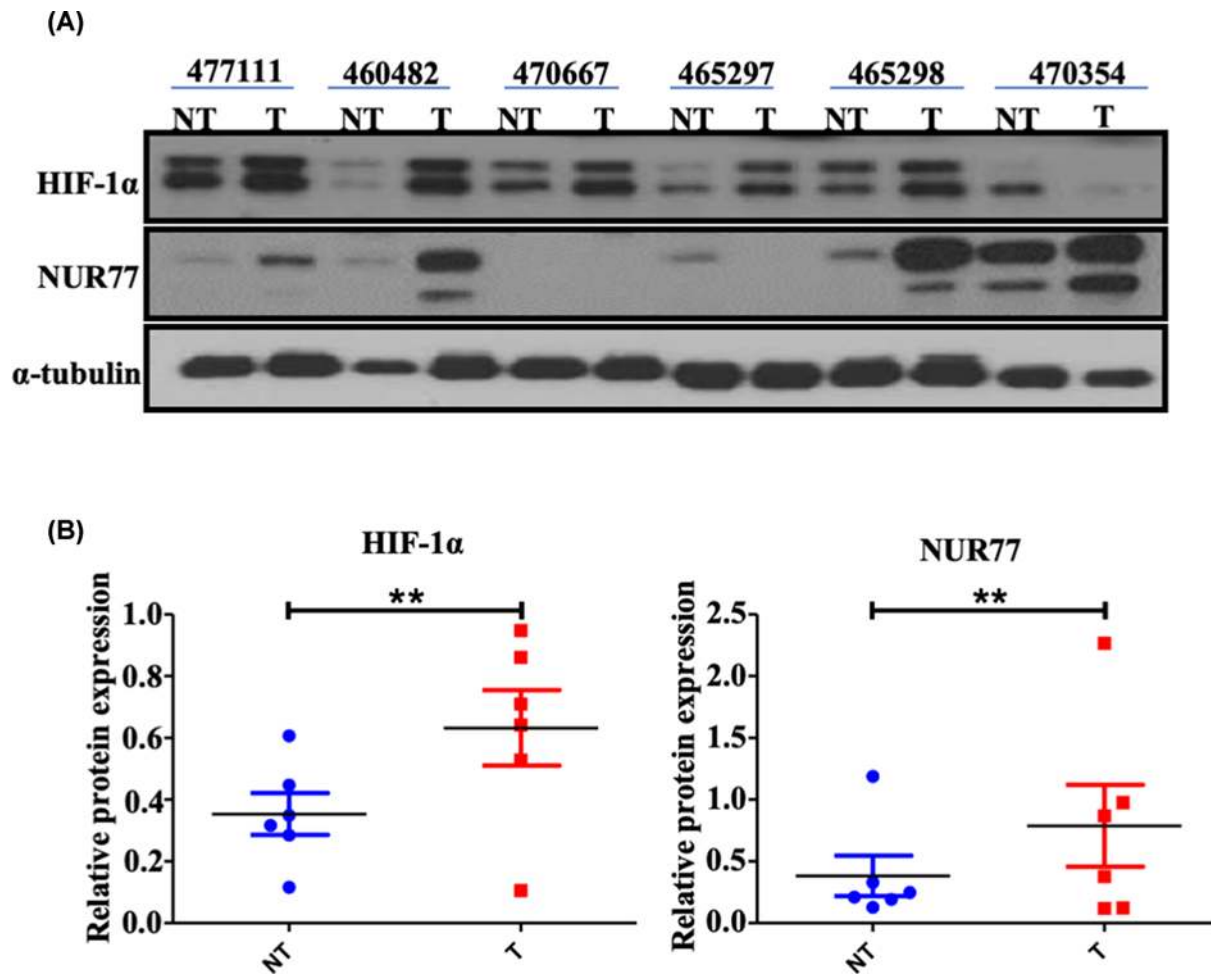 (A)
477111 460482 470667 465297 465298 470354
NT T NT T NT T NT T NT T NT T
HIF-1α
NUR77
α-tubulin
(B)
HIF-1α
Relative protein expression
1.0
0.8
0.6
0.4
0.2
0.0
**
NT T
NUR77
Relative protein expression
2.5
2.0
1.5
1.0
0.5
0.0
**
NT T